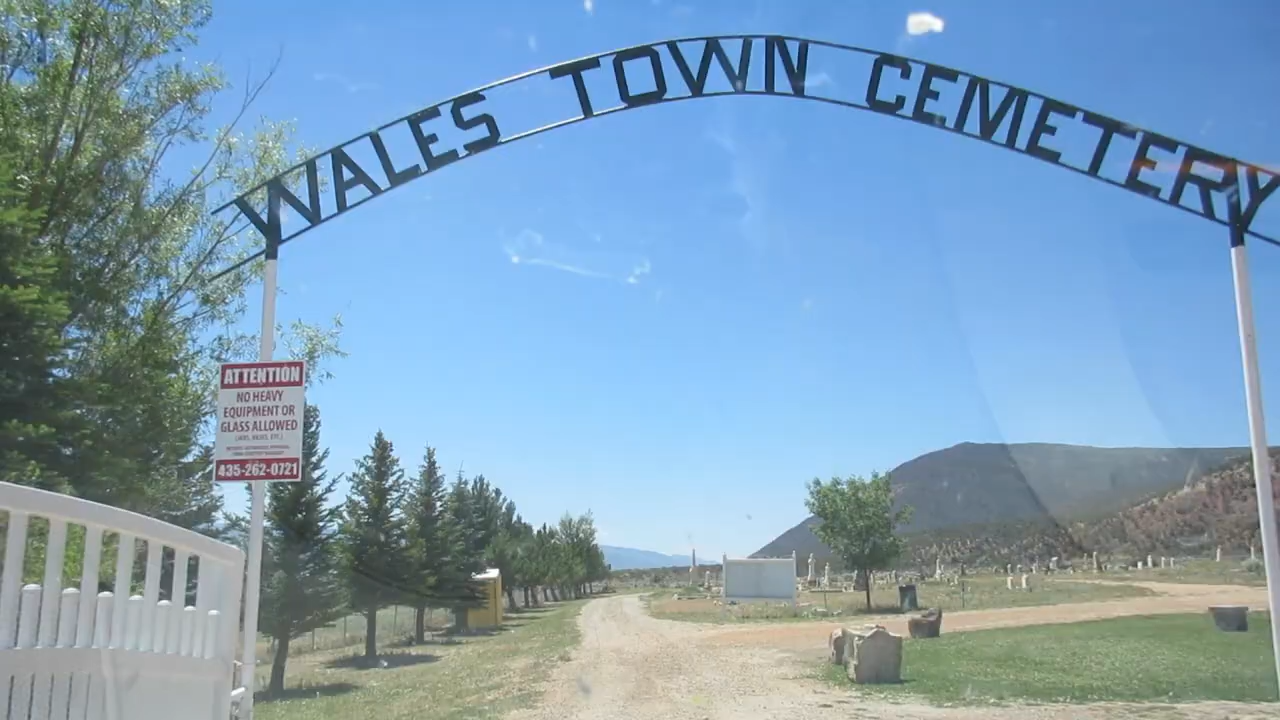 WALES TOWN CEMETERY
ATTENTION
NO HEAVY
EQUIPMENT OR
GLASS ALLOWED
435-262-0721